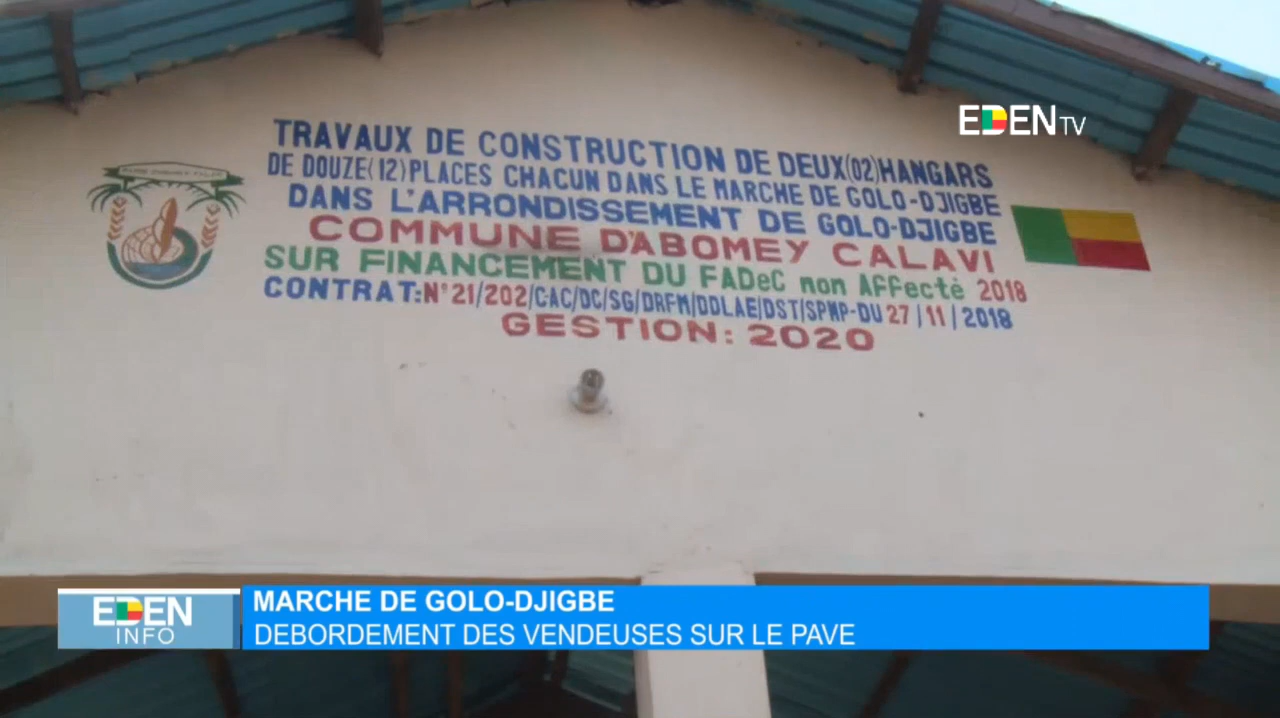 EDEN TV
TRAVAUX DE CONSTRUCTION DE DEUX(02)HANGARS
DE DOUZE(12)PLACES CHACUN DANS LE MARCHE DE GOLO-DJIGBE
DANS L'ARRONDISSEMENT DE GOLO-DJIGBE
COMMUNE D'ABOMEY CALAVI
SUR FINANCEMENT DU FADeC non Affecté 2018
CONTRAT:N°21/202/CAC/DC/SG/DRFM/DDLAE/DST/SPMP-DU 27/11/2018
GESTION: 2020
EDEN
INFO
MARCHE DE GOLO-DJIGBE
DEBORDEMENT DES VENDEUSES SUR LE PAVE